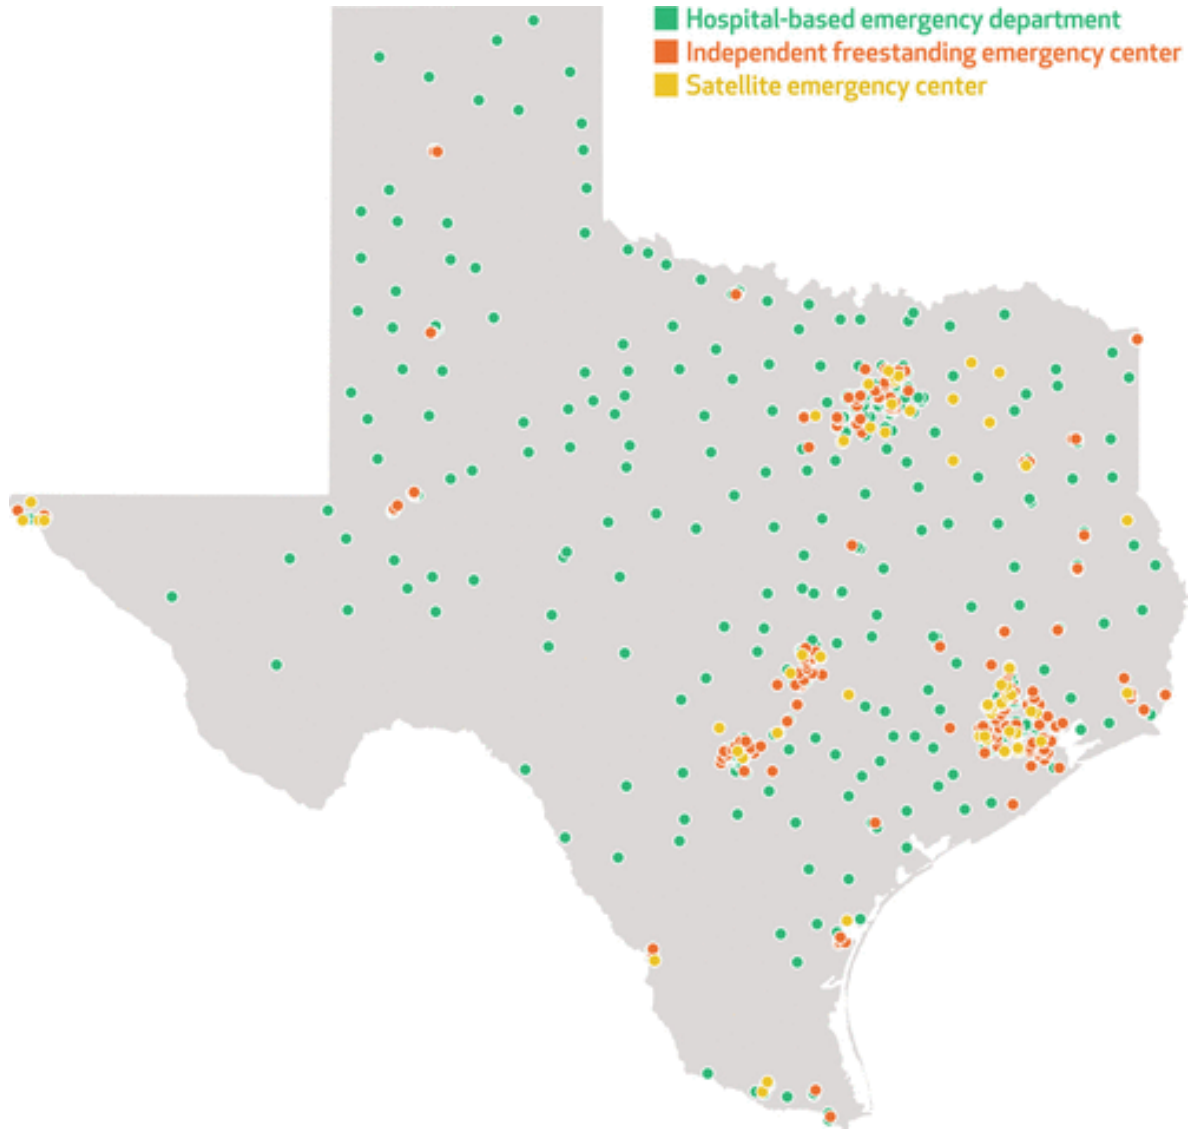 Hospital-based emergency department
Independent freestanding emergency center
Satellite emergency center